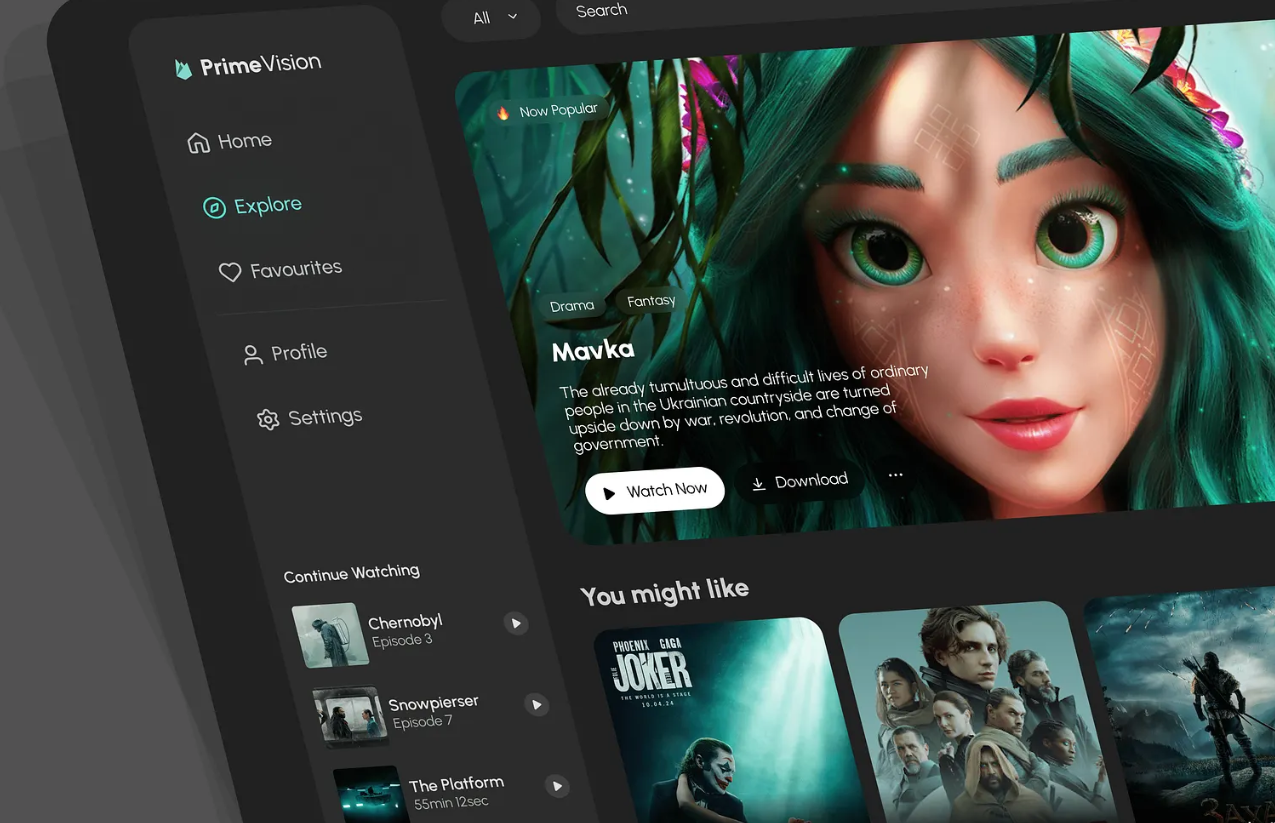 All
Search
PrimeVision
Home
Explore
Favourites
Profile
Settings
Continue Watching
Chernobyl
Episode 3
Snowpierser
Episode 7
The Platform
55min 12sec
Now Popular
Drama
Fantasy
Mavka
The already tumultuous and difficult lives of ordinary
people in the Ukrainian countryside are turned
upside down by war, revolution, and change of
government.
Watch Now
Download
...
You might like
PHOENIX GAGA
JOKER
THE WORLD IS A STAGE
10.04.24